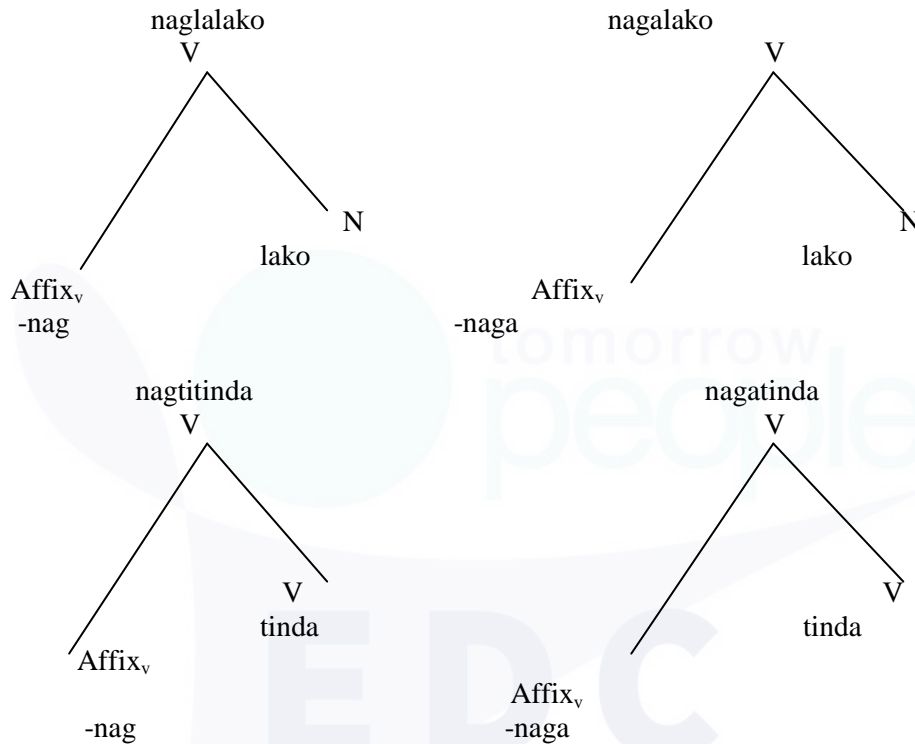 naglalako
V
N
lako
Affixv
-nag
nagalako
V
N
lako
Affixv
-naga
nagtitinda
V
V
tinda
Affixv
-nag
nagatinda
V
V
tinda
Affixv
-naga
tomorrow
people
EDC